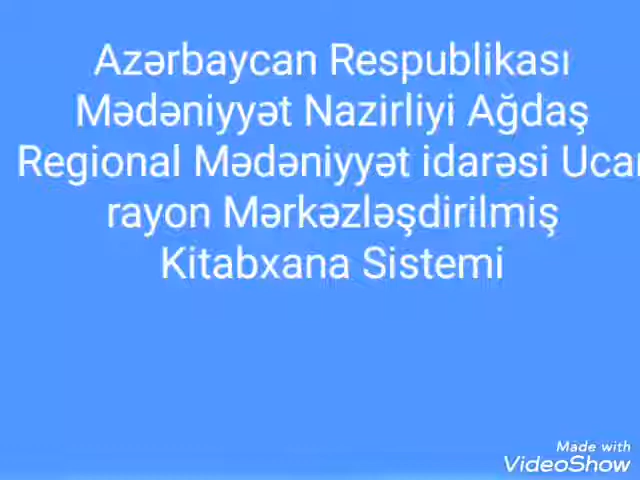 Azərbaycan Respublikası
Mədəniyyət Nazirliyi Ağdaş
Regional Mədəniyyət idarəsi Ucar
rayon Mərkəzləşdirilmiş
Kitabxana Sistemi
Made with
VideoShow